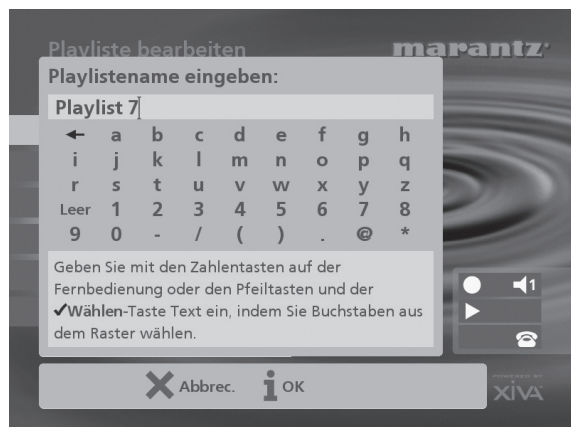 Playliste bearbeiten
marantz
Playlistename eingeben:
Playlist 7
a b c d e f g h
i j k l m n o p q
r s t u v w x y z
Leer 1 2 3 4 5 6 7 8
9 0 - / ( ) . @ *
Geben Sie mit den Zahlentasten auf der
Fernbedienung oder den Pfeiltasten und der
✓Wählen-Taste Text ein, indem Sie Buchstaben aus
dem Raster wählen.
1
Abbrec. OK
POWERED BY
XIVA